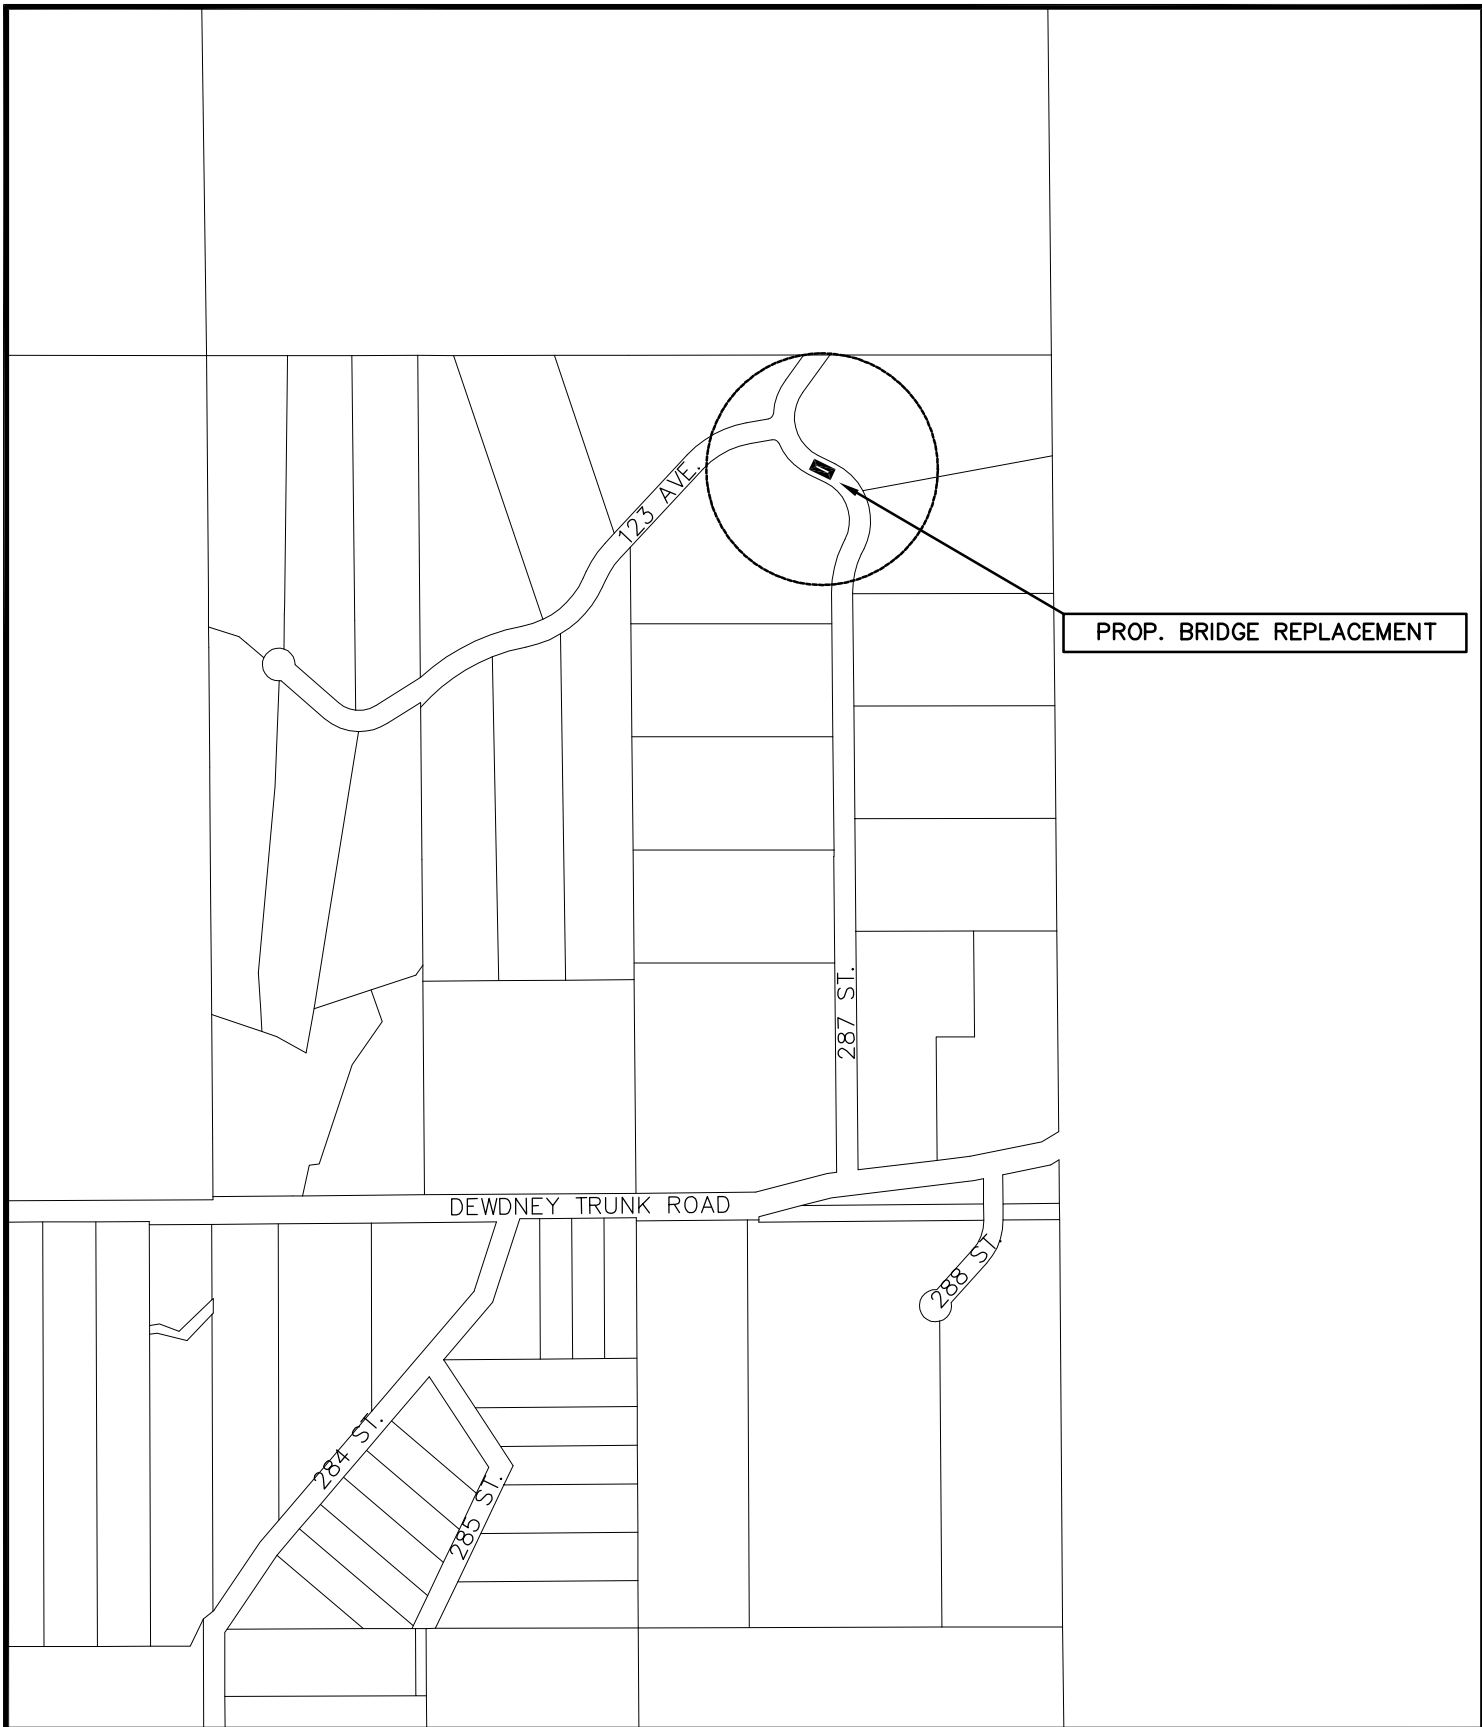 123 AVE.
PROP. BRIDGE REPLACEMENT
287 ST.
DEWDNEY TRUNK ROAD
288 ST.
284 ST.
285 ST.